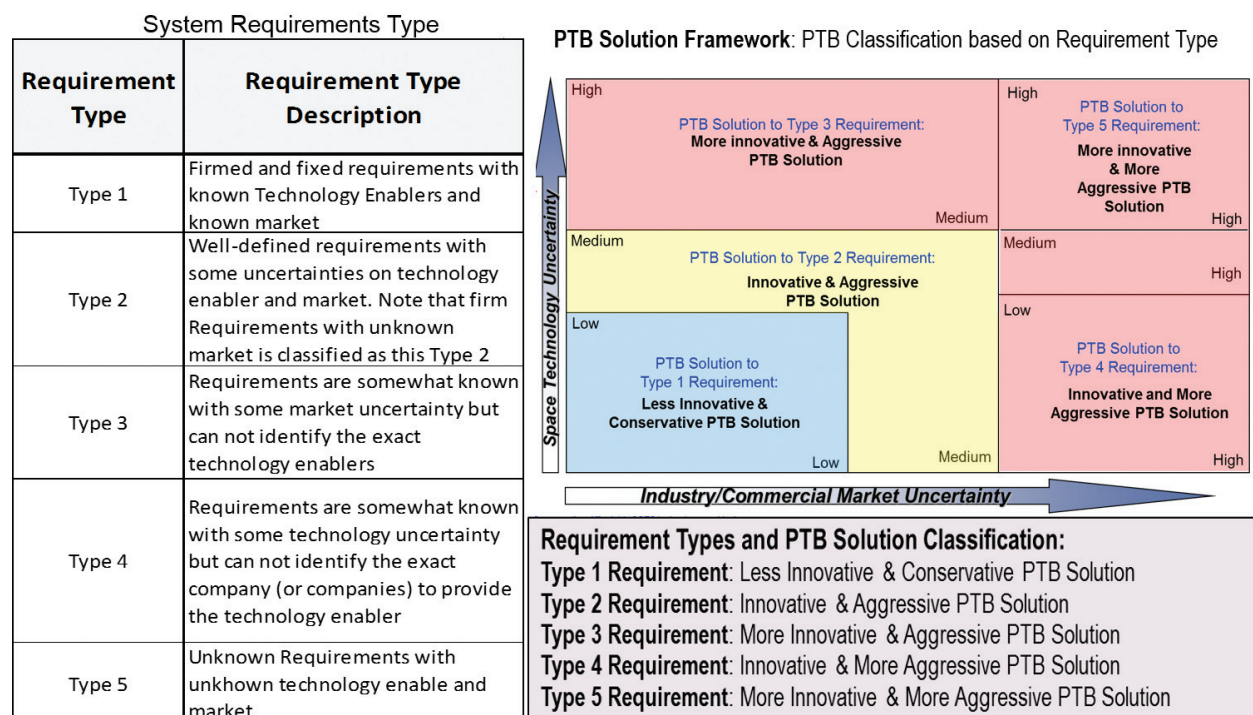 System Requirements Type
Requirement
Type
Requirement Type
Description
Type 1
Firmed and fixed requirements with
known Technology Enablers and
known market
Type 2
Well-defined requirements with
some uncertainties on technology
enabler and market. Note that firm
Requirements with unknown
market is classified as this Type 2
Type 3
Requirements are somewhat known
with some market uncertainty but
can not identify the exact
technology enablers
Type 4
Requirements are somewhat known
with some technology uncertainty
but can not identify the exact
company (or companies) to provide
the technology enabler
Type 5
Unknown Requirements with
unkhown technology enable and
market
PTB Solution Framework: PTB Classification based on Requirement Type
Space Technology Uncertainty
High
PTB Solution to Type 3 Requirement:
More innovative & Aggressive
PTB Solution
Medium
High
PTB Solution to
Type 5 Requirement:
More innovative
& More
Aggressive PTB
Solution
High
Medium
PTB Solution to Type 2 Requirement:
Innovative & Aggressive
PTB Solution
Medium
Medium
High
Low
PTB Solution to
Type 1 Requirement:
Less Innovative &
Conservative PTB Solution
Low
Low
PTB Solution to
Type 4 Requirement:
Innovative and More
Aggressive PTB Solution
High
Industry/Commercial Market Uncertainty
Requirement Types and PTB Solution Classification:
Type 1 Requirement: Less Innovative & Conservative PTB Solution
Type 2 Requirement: Innovative & Aggressive PTB Solution
Type 3 Requirement: More Innovative & Aggressive PTB Solution
Type 4 Requirement: Innovative & More Aggressive PTB Solution
Type 5 Requirement: More Innovative & More Aggressive PTB Solution